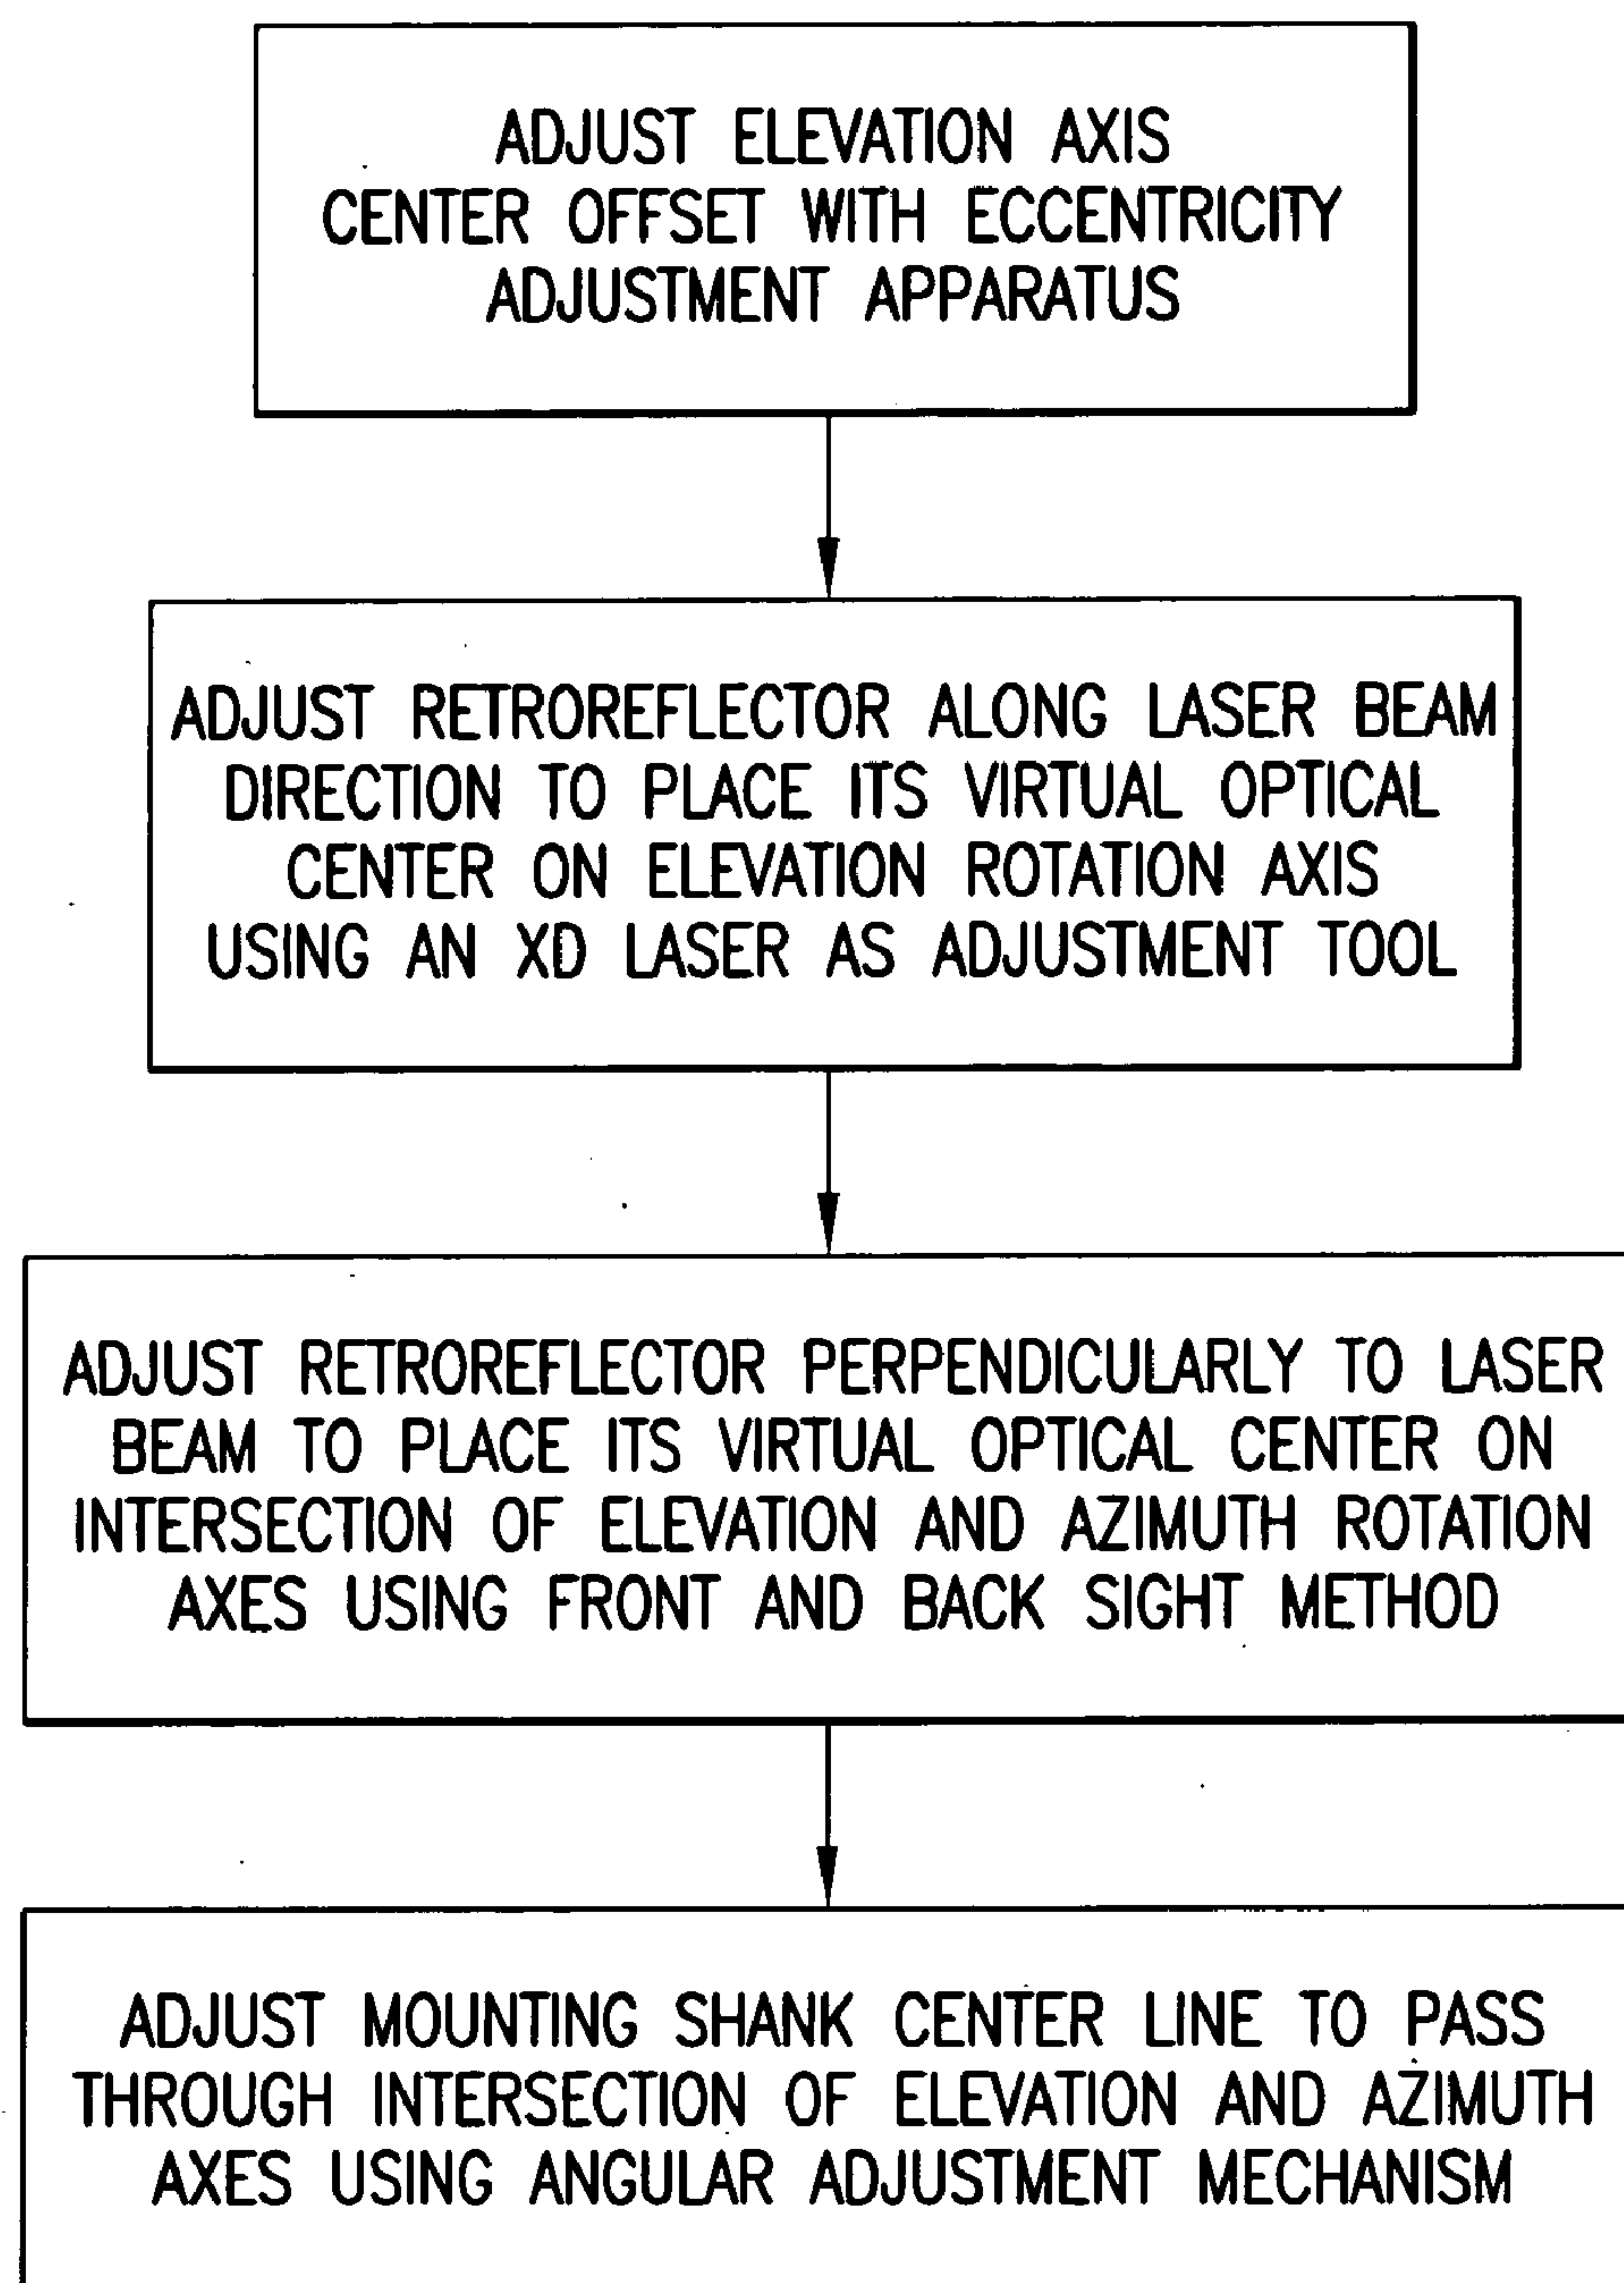 ADJUST ELEVATION AXIS
CENTER OFFSET WITH ECCENTRICITY
ADJUSTMENT APPARATUS
ADJUST RETROREFLECTOR ALONG LASER BEAM
DIRECTION TO PLACE ITS VIRTUAL OPTICAL
CENTER ON ELEVATION ROTATION AXIS
USING AN XD LASER AS ADJUSTMENT TOOL
ADJUST RETROREFLECTOR PERPENDICULARLY TO LASER
BEAM TO PLACE ITS VIRTUAL OPTICAL CENTER ON
INTERSECTION OF ELEVATION AND AZIMUTH ROTATION
AXES USING FRONT AND BACK SIGHT METHOD
ADJUST MOUNTING SHANK CENTER LINE TO PASS
THROUGH INTERSECTION OF ELEVATION AND AZIMUTH
AXES USING ANGULAR ADJUSTMENT MECHANISM